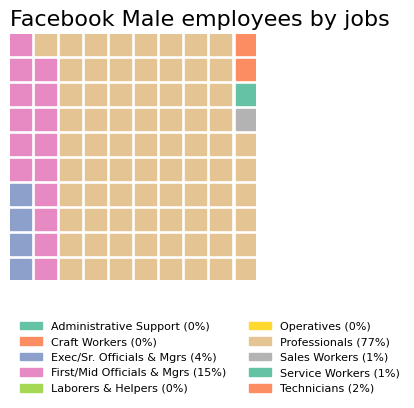 Facebook Male employees by jobs
Administrative Support (0%)
Craft Workers (0%)
Exec/Sr. Officials & Mgrs (4%)
First/Mid Officials & Mgrs (15%)
Laborers & Helpers (0%)
Operatives (0%)
Professionals (77%)
Sales Workers (1%)
Service Workers (1%)
Technicians (2%)